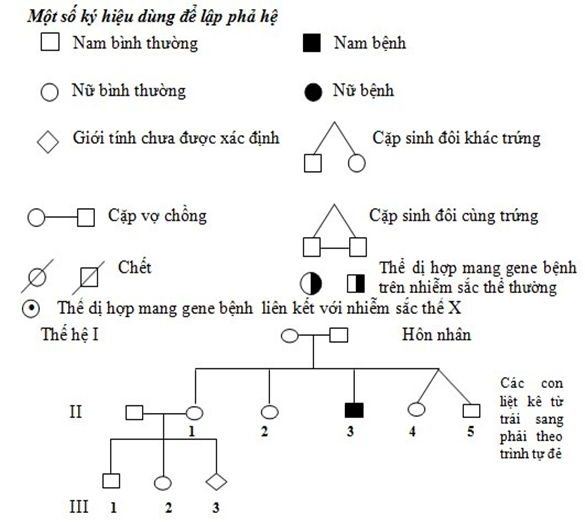 Một số ký hiệu dùng để lập phả hệ
Nam bình thường
Nam bệnh
Nữ bình thường
Nữ bệnh
Giới tính chưa được xác định
Cặp sinh đôi khác trứng
Cặp vợ chồng
Cặp sinh đôi cùng trứng
Chết
Thể dị hợp mang gene bệnh
trên nhiễm sắc thể thường
Thể dị hợp mang gene bệnh liên kết với nhiễm sắc thể X
Thế hệ I
Hôn nhân
II
1
2
3
4
5
Các con
liệt kê từ
trái sang
phải theo
trình tự đẻ
III
1
2
3